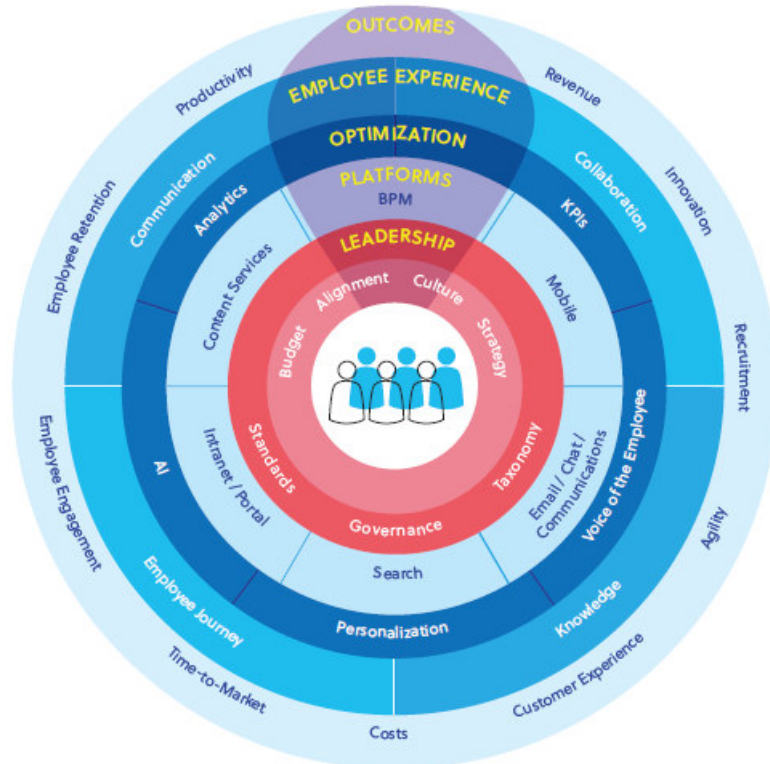 OUTCOMES
Productivity
Revenue
Innovation
Recruitment
Agility
Customer Experience
Costs
Time-to-Market
Employee Engagement
Employee Retention
EMPLOYEE EXPERIENCE
Communication
Collaboration
Knowledge
Employee Journey
OPTIMIZATION
Analytics
KPIs
Voice of the Employee
Personalization
AI
PLATFORMS
BPM
Content Services
Mobile
Email / Chat /
Communications
Search
Intranet / Portal
LEADERSHIP
Standards
Governance
Taxonomy
Budget
Alignment
Culture
Strategy